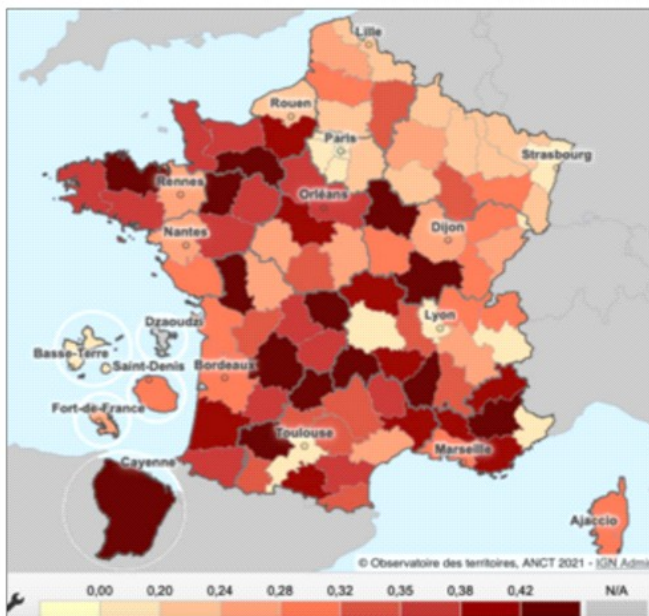 Lille
Rouen
Paris
Strasbourg
Rennes
Orléans
Nantes
Dijon
Dzaoudzi
Basse-Terre
Lyon
Saint-Denis
Bordeaux
Fort-de-France
Toulouse
Marseille
Cayenne
Ajaccio
© Observatoire des territoires, ANCT 2021 - IGN Admin
0,00 0,20 0,24 0,28 0,32 0,35 0,38 0,42 N/A